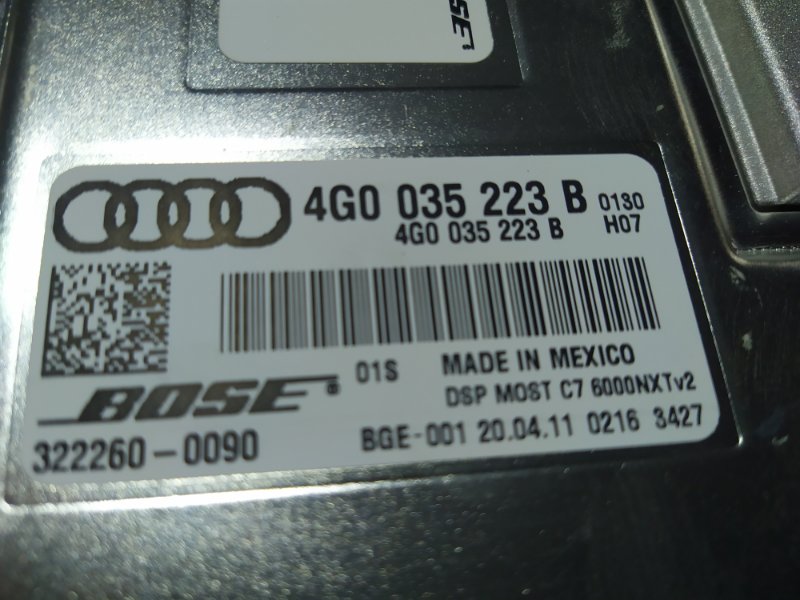 BOSE
4G0 035 223 B 0130
4G0 035 223 B H07
01S MADE IN MEXICO
BOSE® DSP MOST C7 6000NXTv2
322260-0090 BGE-001 20.04.11 0216 3427